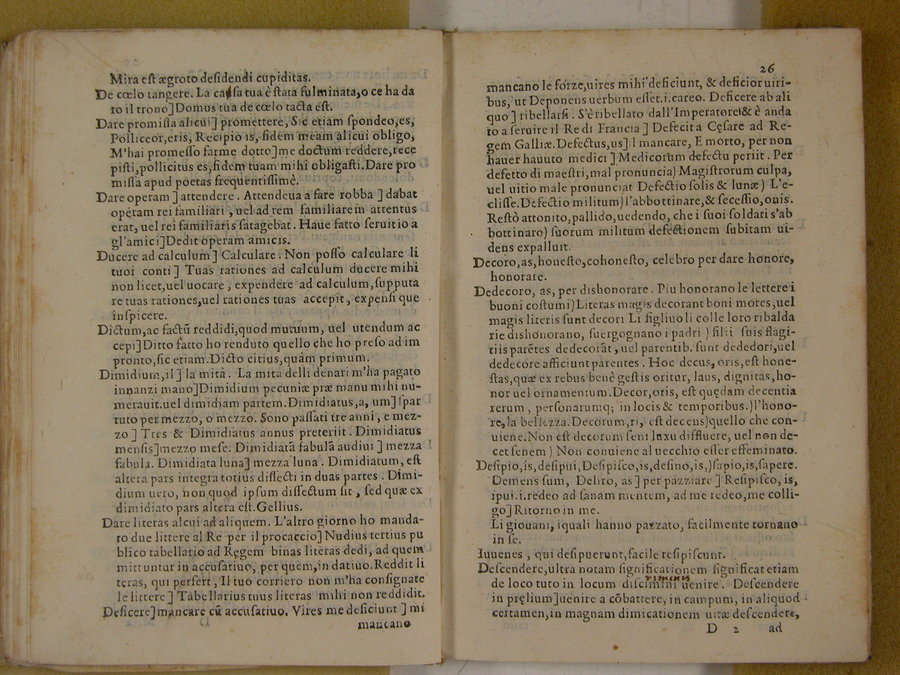 Mira est ægroto desidendi cupiditas.
De cœlo tangere. La casa tua è stata fulminata, o ce ha da
to il trono] Domus tua de cœlo tacta est.
Dare promissa alicui] promettere, Sic etiam spondeo, es,
Polliceor, eris, Recipio is, fidem meam alicui obligo,
M'hai promesso farme dotto] me doctum reddere, rece
pisti, pollicitus es, fidem tuam mihi obligasti. Dare pro
missa apud poetas frequentissimè.
Dare operam] attendere. Attendeua a fare robba] dabat
operam rei familiari, uel ad rem familiarem attentus
erat, uel rei familiaris satagebat. Haue fatto seruitio a
gl'amici] Dedit operam amicis.
Ducere ad calculum] Calculare. Non posso calculare li
tuoi conti] Tuas rationes ad calculum ducere mihi
non licet, uel uocare, expendere ad calculum, supputa
re tuas rationes, uel rationes tuas accepit, expensi que
inspicere.
Dictum, ac factũ reddidi, quod mutuum, uel utendum ac
cepi] Ditto fatto ho renduto quello che ho preso ad im
pronto, sic etiam. Dicto citius, quàm primum.
Dimidium, il] la mità. La mita delli denari m'ha pagato
innanzi mano] Dimidium pecuniæ præ manu mihi nu-
merauit. uel dimidiam partem. Dimidiatus, a, um] spar
tuto per mezzo, o mezzo. Sono passati tre anni, e mez-
zo] Tres & Dimidiatus annus preteriit. Dimidiatus
mensis] mezzo mese. Dimidiatã fabulã audiui] mezza
fabula. Dimidiata luna] mezza luna. Dimidiatum, est
altera pars integra totius dissecti in duas partes. Dimi-
dium uero, non quod ipsum dissectum sit, sed quæ ex
dimidiato pars altera est. Gellius.
Dare literas alcui ad aliquem. L'altro giorno ho manda-
to due littere al Re per il procaccio] Nudius tertius pu
blico tabellario ad Ręgem binas literas dedi, ad quem
mittuntur in accusatiuo, per quem, in datiuo. Reddit li
teras, qui perfert, Il tuo corriero non m'ha consignate
le littere] Tabellarius tuus literas mihi non reddidit.
Deficere] mancare cũ accusatiuo. Vires me deficiunt] mi
mancano
26
mancano le forze, uires mihi deficiunt, & deficior uiri-
bus, ut Deponens uerbum esset. i. careo. Deficere ab ali
quo] ribellarsi. S'è ribellato dall'Imperatore & è anda
to a seruire il Re di Francia] Defecit a Cęsare ad Re-
gem Galliæ. Defectus, us] l mancare, E morto, per non
hauer hauuto medici] Medicorum defectu periit. Per
defetto di maestri, mal pronuncia) Magistrorum culpa,
uel uitio male pronunciat Defectio solis & lunæ) L'e-
clisse. Defectio militum) l'abbottinare, & secessio, onis.
Restò attonito, pallido, uedendo, che i suoi soldati s'ab
bottinaro) suorum militum defectionem subitam ui-
dens expalluit.
Decoro, as, honesto, cohonesto, celebro per dare honore,
honorare.
Dedecoro, as, per dishonorare. Piu honorano le lettere i
buoni costumi) Literas magis decorant boni mores, uel
magis literis sunt decori Li figliuoli colle loro ribalda
rie dishonorano, suergognano i padri) filii suis flagi-
tiis parẽtes dedecorãt, uel parentib. sunt dedecori, uel
dedecore afficiunt parentes. Hoc decus, oris, est hone-
stas, quæ ex rebus benè gestis oritur, laus, dignitas, ho-
nor uel ornamentum. Decor, oris, est quędam decentia
rerum, personarumq; in locis & temporibus.) l'hono-
re, la bellezza. Decorum, ri, est decens) quello che con-
uiene. Non est decorum seni luxu diffluere, uel non de-
cet senem) Non conuiene al uecchio esser effeminato.
Desipio, is, desipui, Desipisco, is, desino, is,) sapio, is, sapere.
Demens sum, Deliro, as] per pazziare] Resipisco, is,
ipui. i. redeo ad sanam mentem, ad me redeo, me colli-
go] Ritorno in me.
Li giouani, iquali hanno pazzato, facilmente tornano
in se.
Iuuenes, qui desipuerunt, facile resipiscunt.
Descendere, ultra notam significationem significat etiam
de loco tuto in locum discriminis uenire. Descendere
in pręlium] uenire a cõbattere, in campum, in aliquod
certamen, in magnam dimicationem uitæ descendere,
D 2 ad